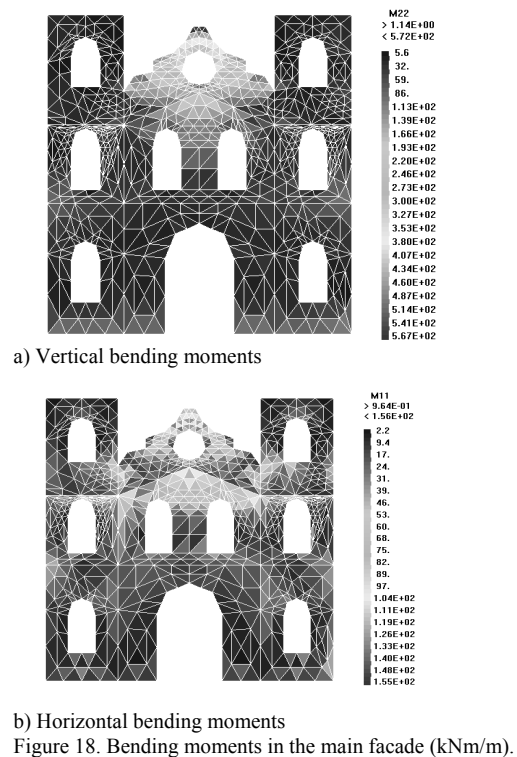 M22
> 1.14E+00
< 5.72E+02
5.6
32.
59.
86.
1.13E+02
1.39E+02
1.66E+02
1.93E+02
2.20E+02
2.46E+02
2.73E+02
3.00E+02
3.27E+02
3.53E+02
3.80E+02
4.07E+02
4.34E+02
4.60E+02
4.87E+02
5.14E+02
5.41E+02
5.67E+02
a) Vertical bending moments
M11
> 9.64E-01
< 1.56E+02
2.2
9.4
17.
24.
31.
39.
46.
53.
60.
68.
75.
82.
89.
97.
1.04E+02
1.11E+02
1.19E+02
1.26E+02
1.33E+02
1.40E+02
1.48E+02
1.55E+02
b) Horizontal bending moments
Figure 18. Bending moments in the main facade (kNm/m).